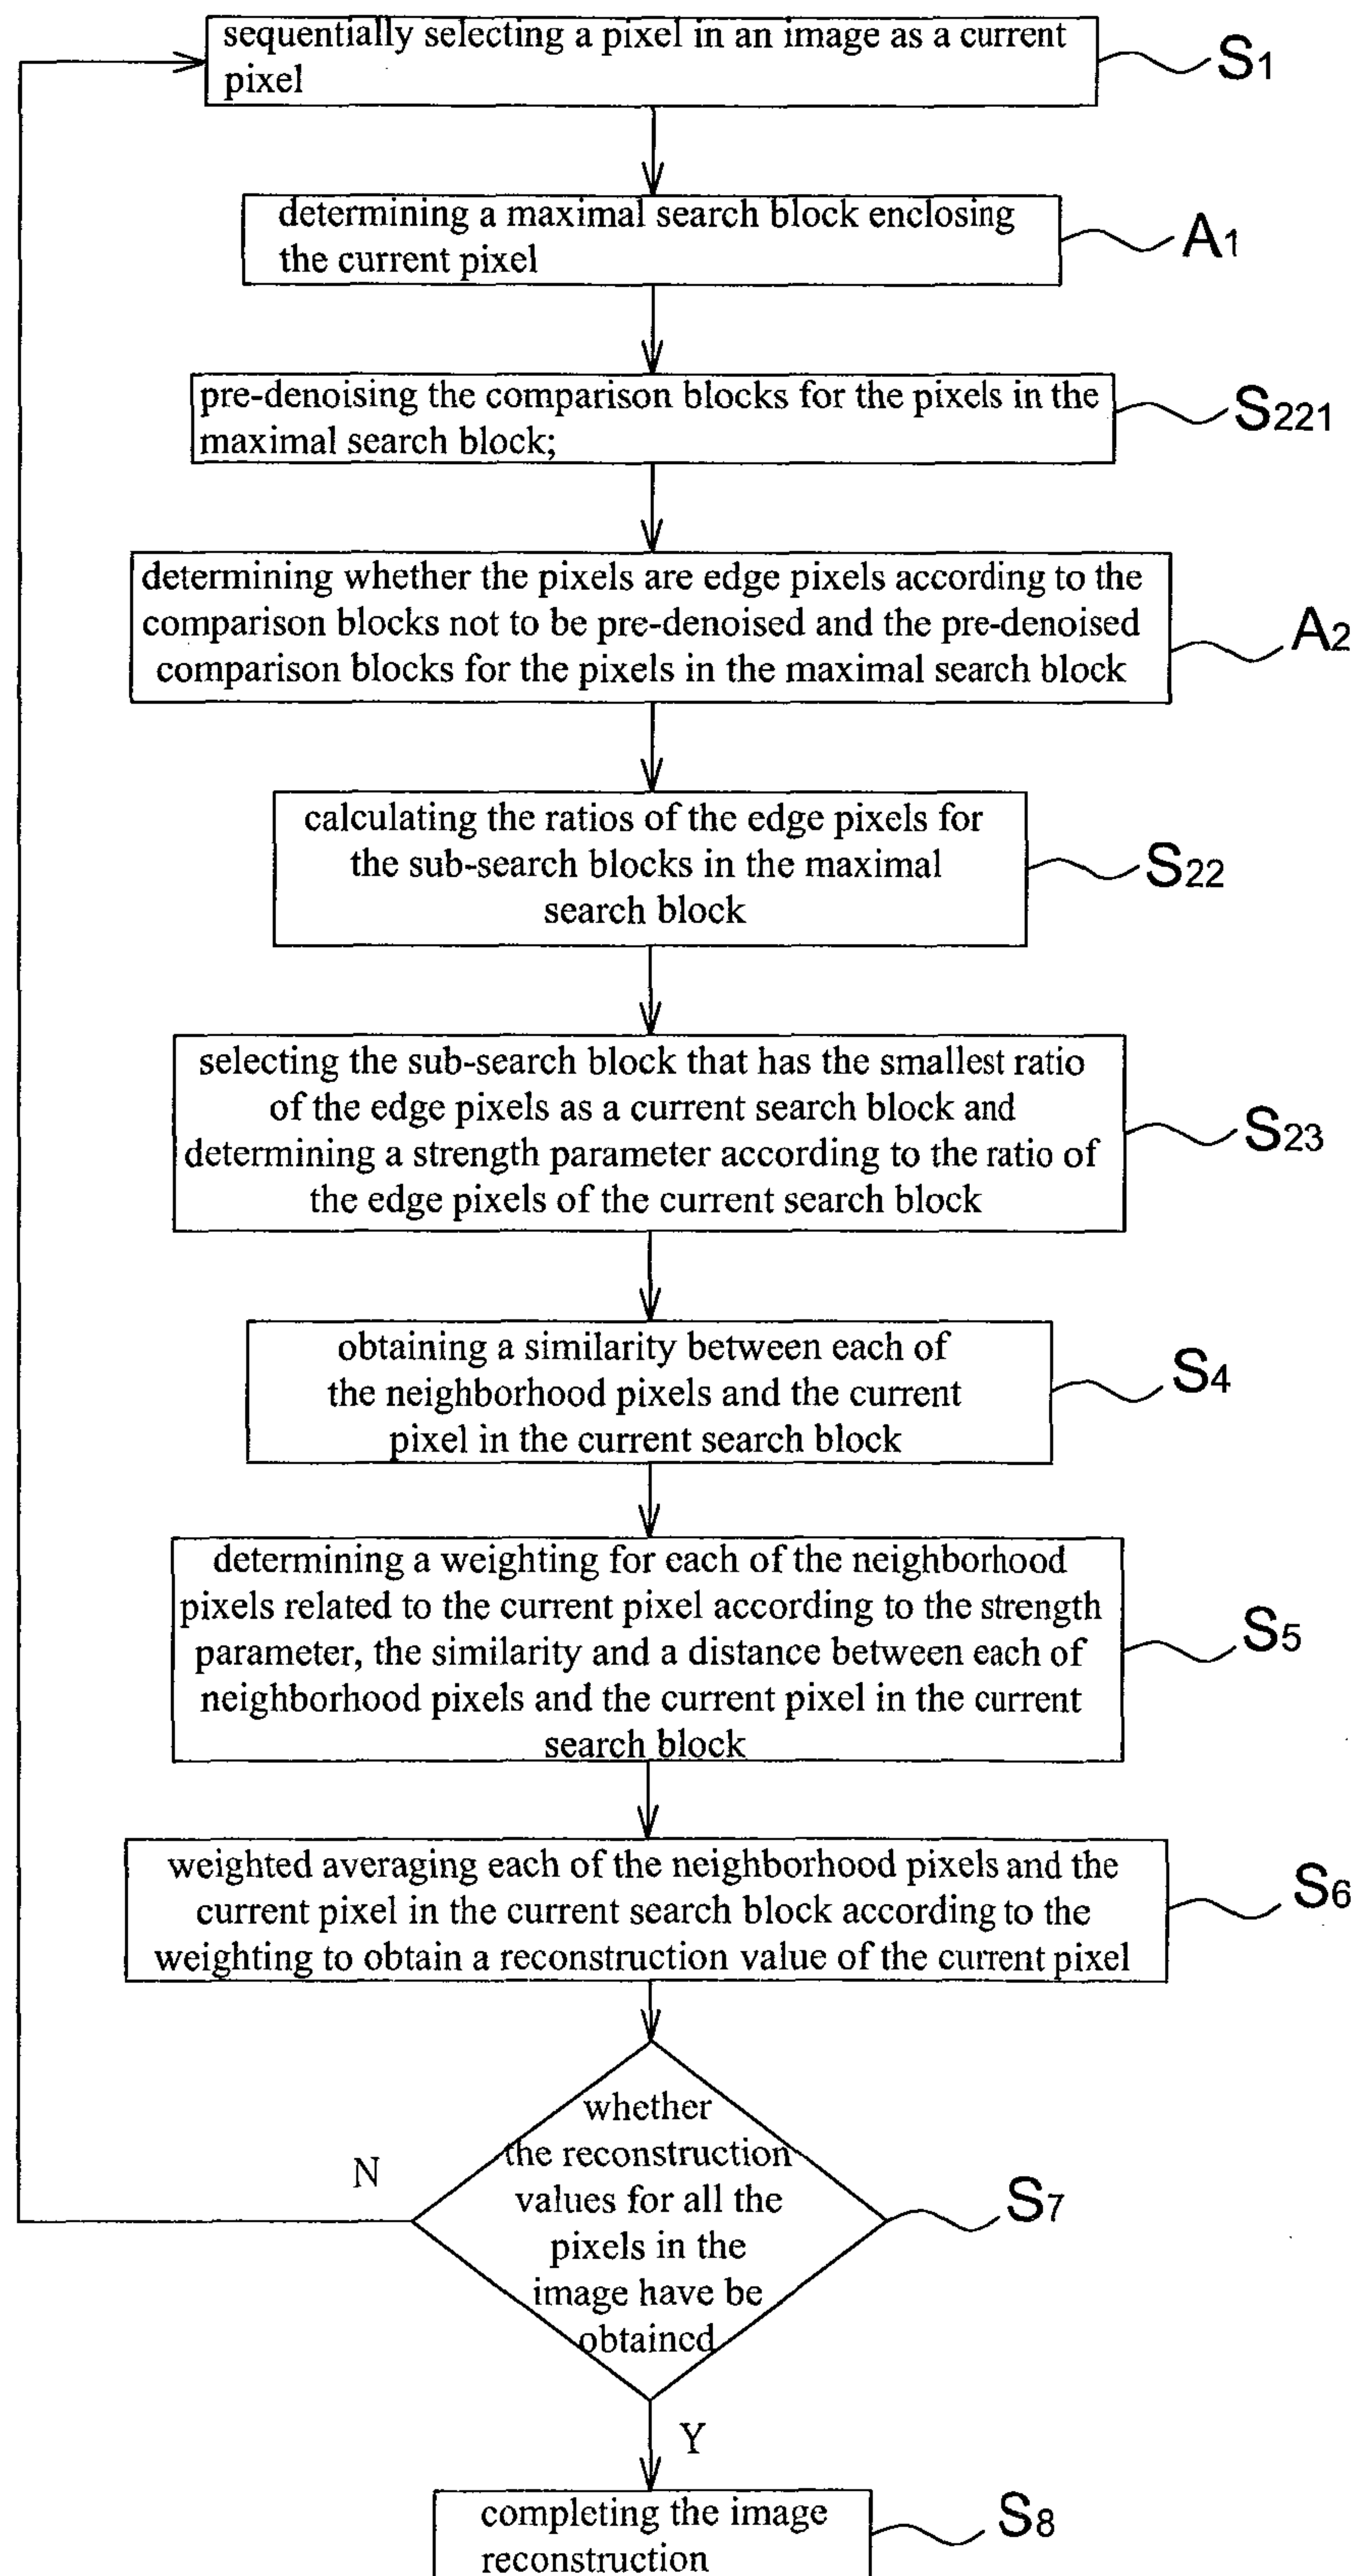 sequentially selecting a pixel in an image as a current
pixel
S1
determining a maximal search block enclosing
the current pixel
A1
pre-denoising the comparison blocks for the pixels in the
maximal search block;
S221
determining whether the pixels are edge pixels according to the
comparison blocks not to be pre-denoised and the pre-denoised
comparison blocks for the pixels in the maximal search block
A2
calculating the ratios of the edge pixels for
the sub-search blocks in the maximal
search block
S22
selecting the sub-search block that has the smallest ratio
of the edge pixels as a current search block and
determining a strength parameter according to the ratio of
the edge pixels of the current search block
S23
obtaining a similarity between each of
the neighborhood pixels and the current
pixel in the current search block
S4
determining a weighting for each of the neighborhood
pixels related to the current pixel according to the strength
parameter, the similarity and a distance between each of
neighborhood pixels and the current pixel in the current
search block
S5
weighted averaging each of the neighborhood pixels and the
current pixel in the current search block according to the
weighting to obtain a reconstruction value of the current pixel
S6
whether
the reconstruction
values for all the
pixels in the
image have be
obtained
N
S7
Y
completing the image
reconstruction
S8